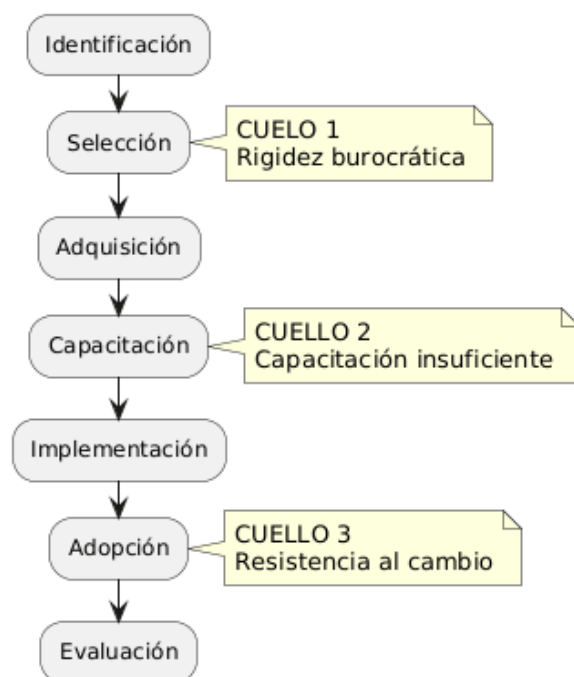 Identificación
Selección
CUELO 1
Rigidez burocrática
Adquisición
Capacitación
CUELLO 2
Capacitación insuficiente
Implementación
Adopción
CUELLO 3
Resistencia al cambio
Evaluación